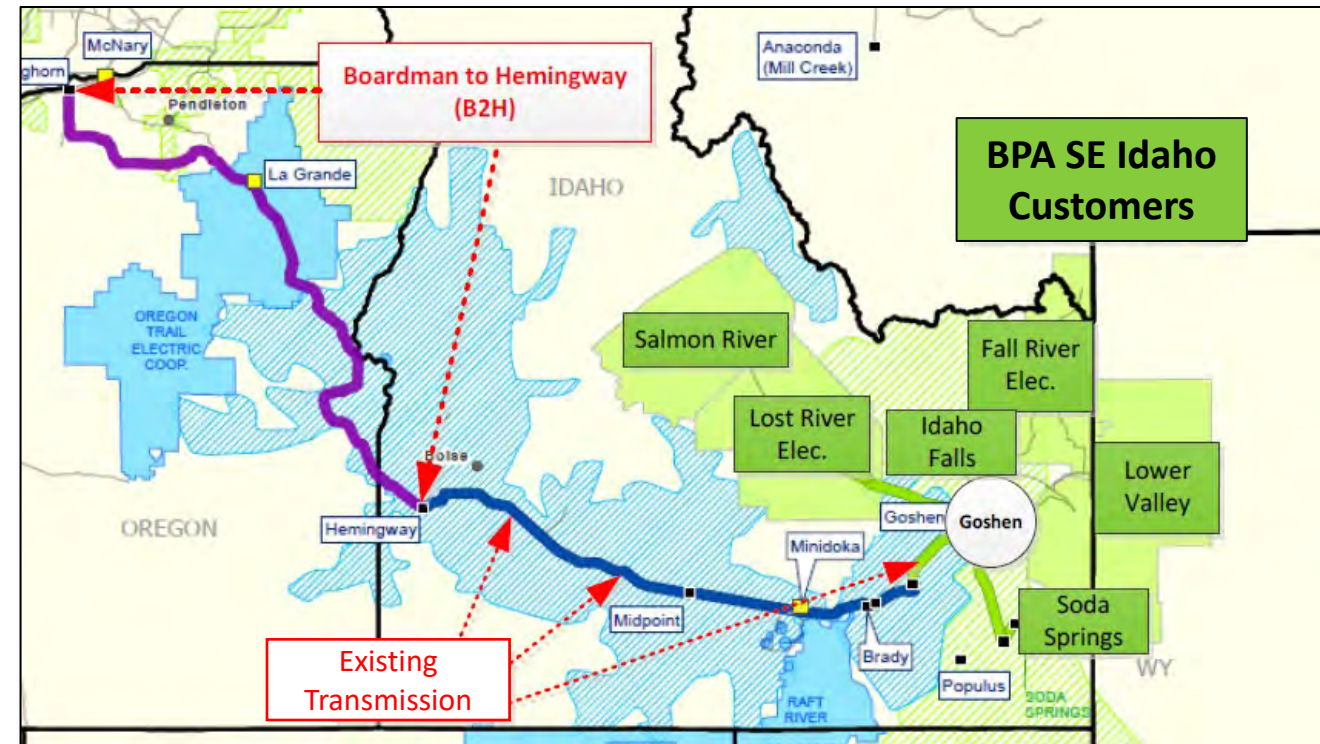 McNary
ghorn
Pendleton
Boardman to Hemingway
(B2H)
Anaconda
(Mill Creek)
BPA SE Idaho
Customers
La Grande
IDAHO
OREGON
TRAIL
ELECTRIC
COOP.
Salmon River
Fall River
Elec.
Lost River
Elec.
Idaho
Falls
Lower
Valley
Boise
Hemingway
OREGON
Goshen
Goshen
Minidoka
Midpoint
Brady
Soda
Springs
Existing
Transmission
Populus
WY
RAFT
RIVER
SODA
SPRINGS